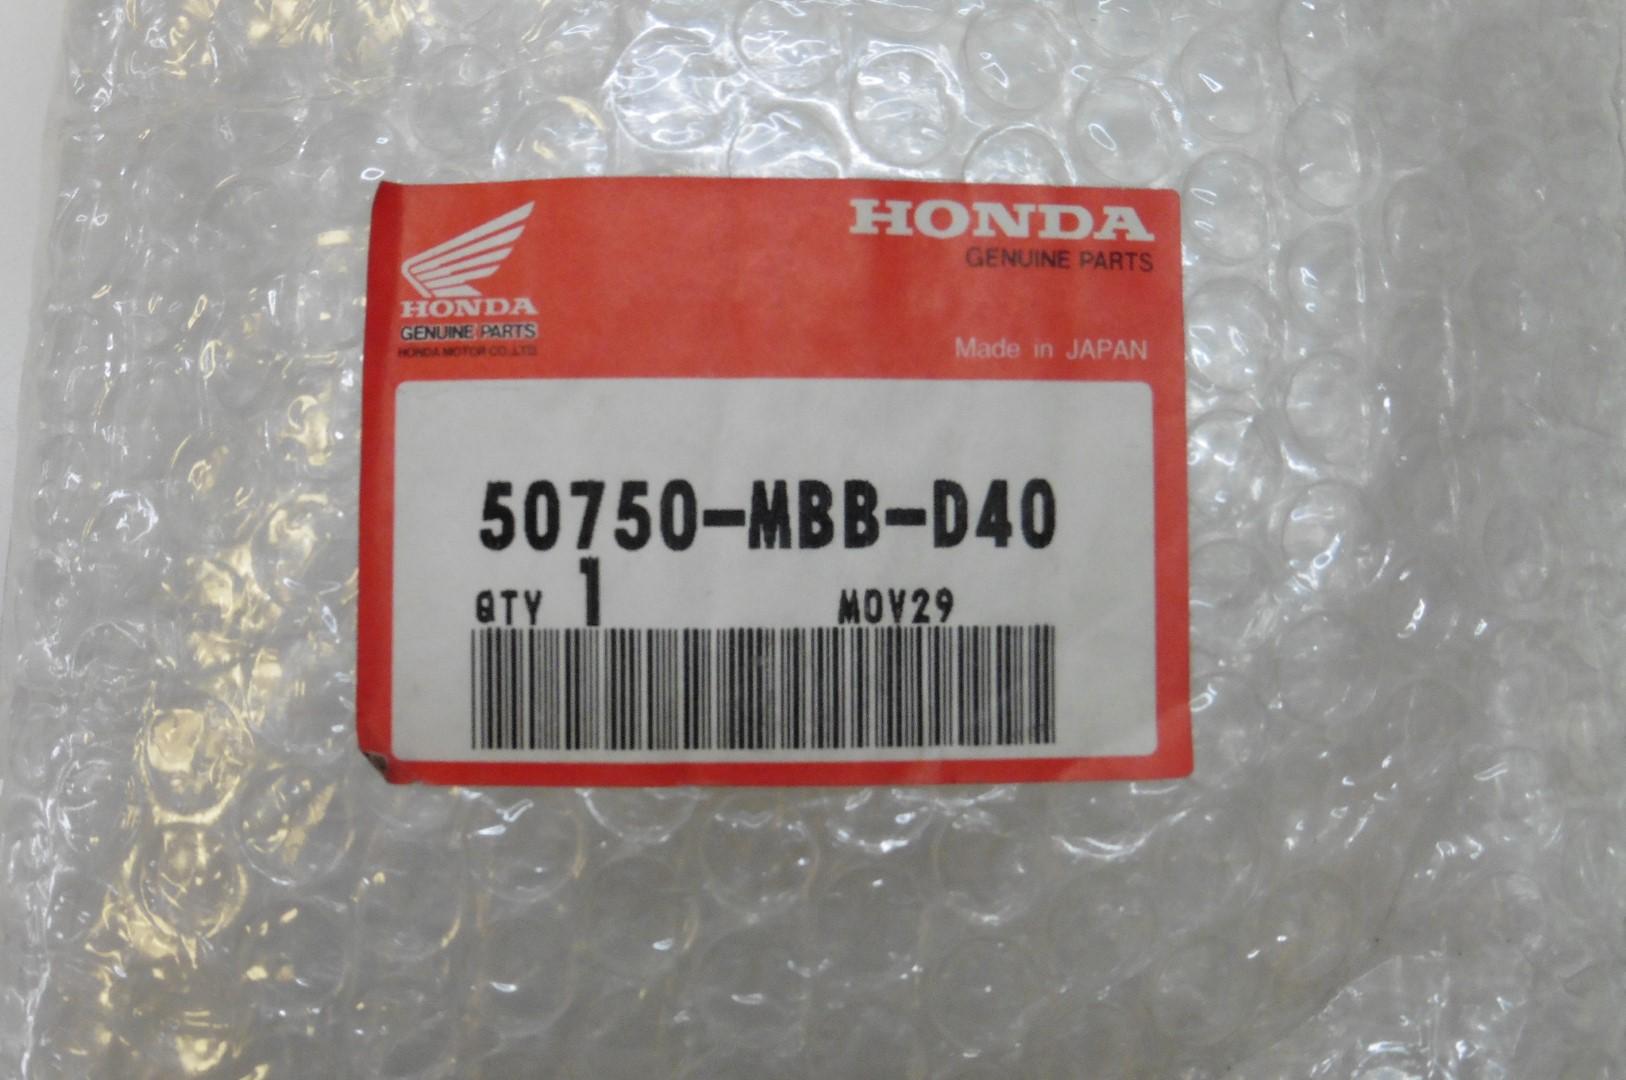 HONDA
GENUINE PARTS
HONDA MOTOR CO.,LTD.
HONDA
GENUINE PARTS
Made in JAPAN
50750-MBB-D40
QTY 1 MOV29